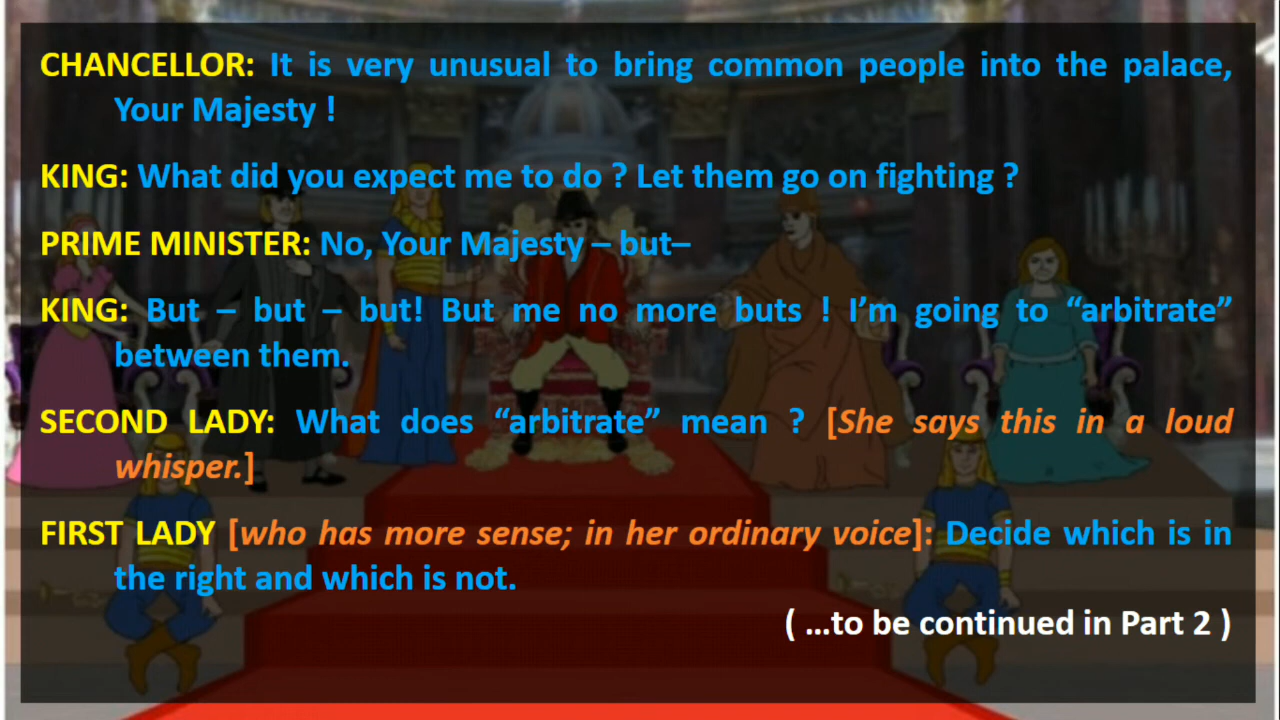 CHANCELLOR: It is very unusual to bring common people into the palace,
Your Majesty !
KING: What did you expect me to do ? Let them go on fighting ?
PRIME MINISTER: No, Your Majesty – but–
KING: But – but – but! But me no more buts ! I’m going to “arbitrate”
between them.
SECOND LADY: What does “arbitrate” mean ? [She says this in a loud
whisper.]
FIRST LADY [who has more sense; in her ordinary voice]: Decide which is in
the right and which is not.
( ...to be continued in Part 2 )